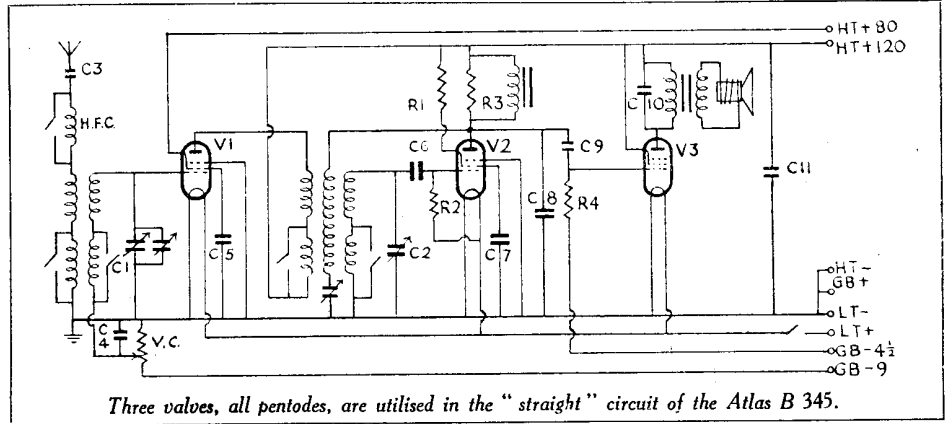 HT+80
HT+120
C3
H.F.C.
V1
R1
R3
C10
V2
V3
C6
C9
C11
R2
C8
R4
C1
C5
C2
C7
HT-
GB+
C4
V.C.
LT-
LT+
GB-4½
GB-9
Three valves, all pentodes, are utilised in the "straight" circuit of the Atlas B 345.